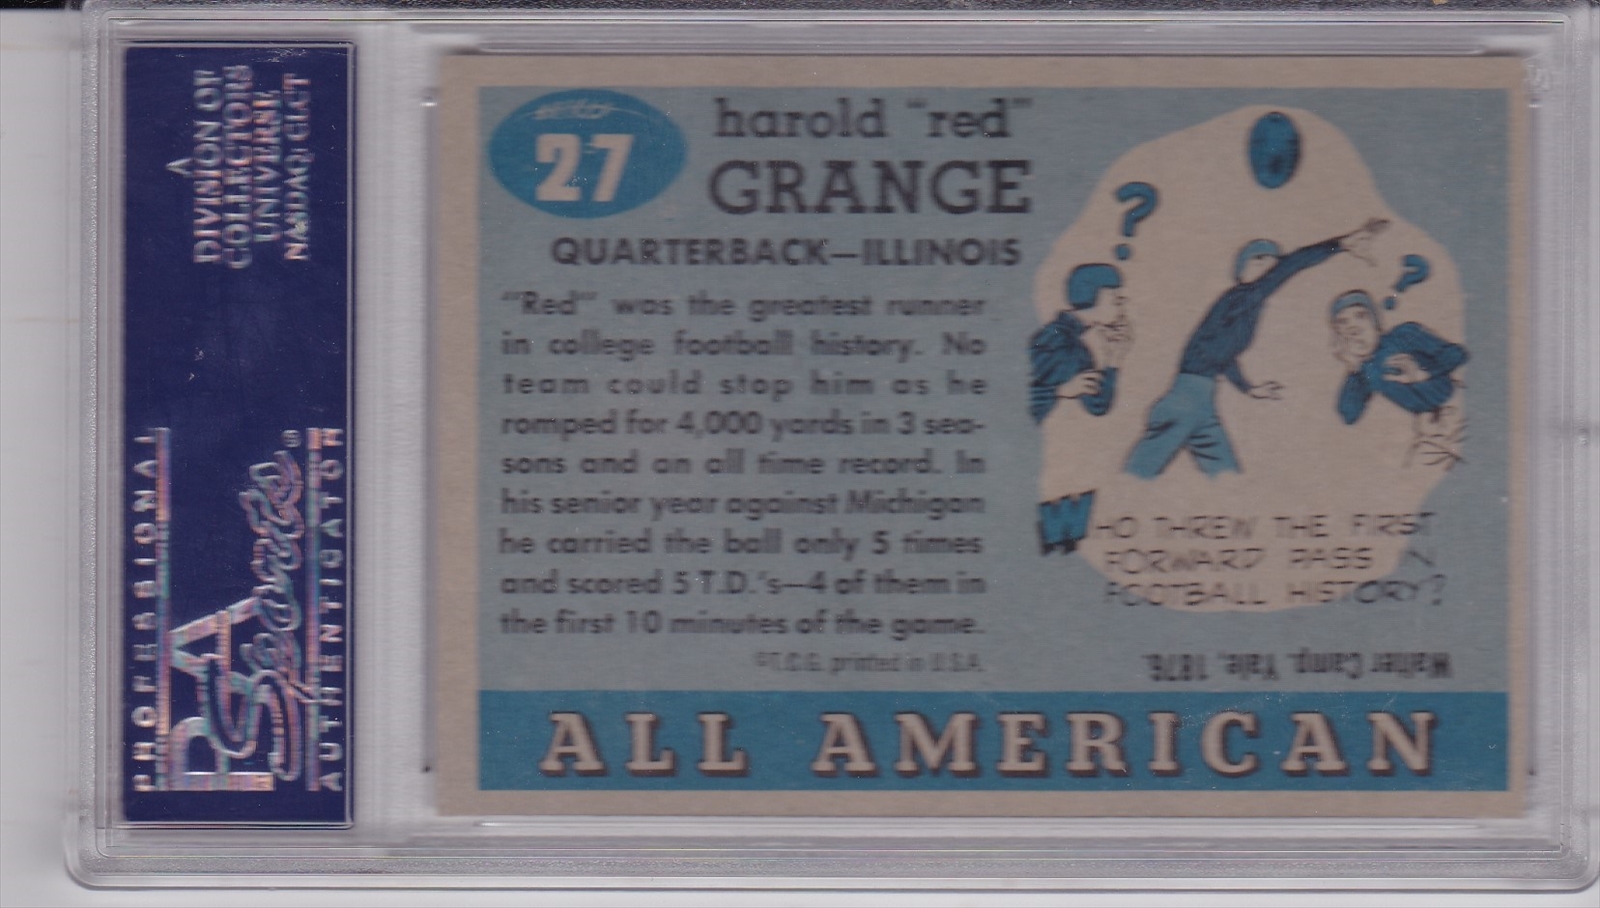 A
DIVISION OF
COLLECTORS
UNIVERSE
NASDAQ: CLCT
PROFESSIONAL
PSA
Sports
AUTHENTICATOR
27
harold "red"
GRANGE
QUARTERBACK—ILLINOIS
"Red" was the greatest runner
in college football history. No
team could stop him as he
romped for 4,000 yards in 3 sea-
sons and an all time record. In
his senior year against Michigan
he carried the ball only 5 times
and scored 5 T.D.'s—4 of them in
the first 10 minutes of the game.
©T.C.G. printed in U.S.A.
?
?
WHO THREW THE FIRST
FORWARD PASS IN
FOOTBALL HISTORY?
Walter Camp, Yale, 1876.
ALL AMERICAN